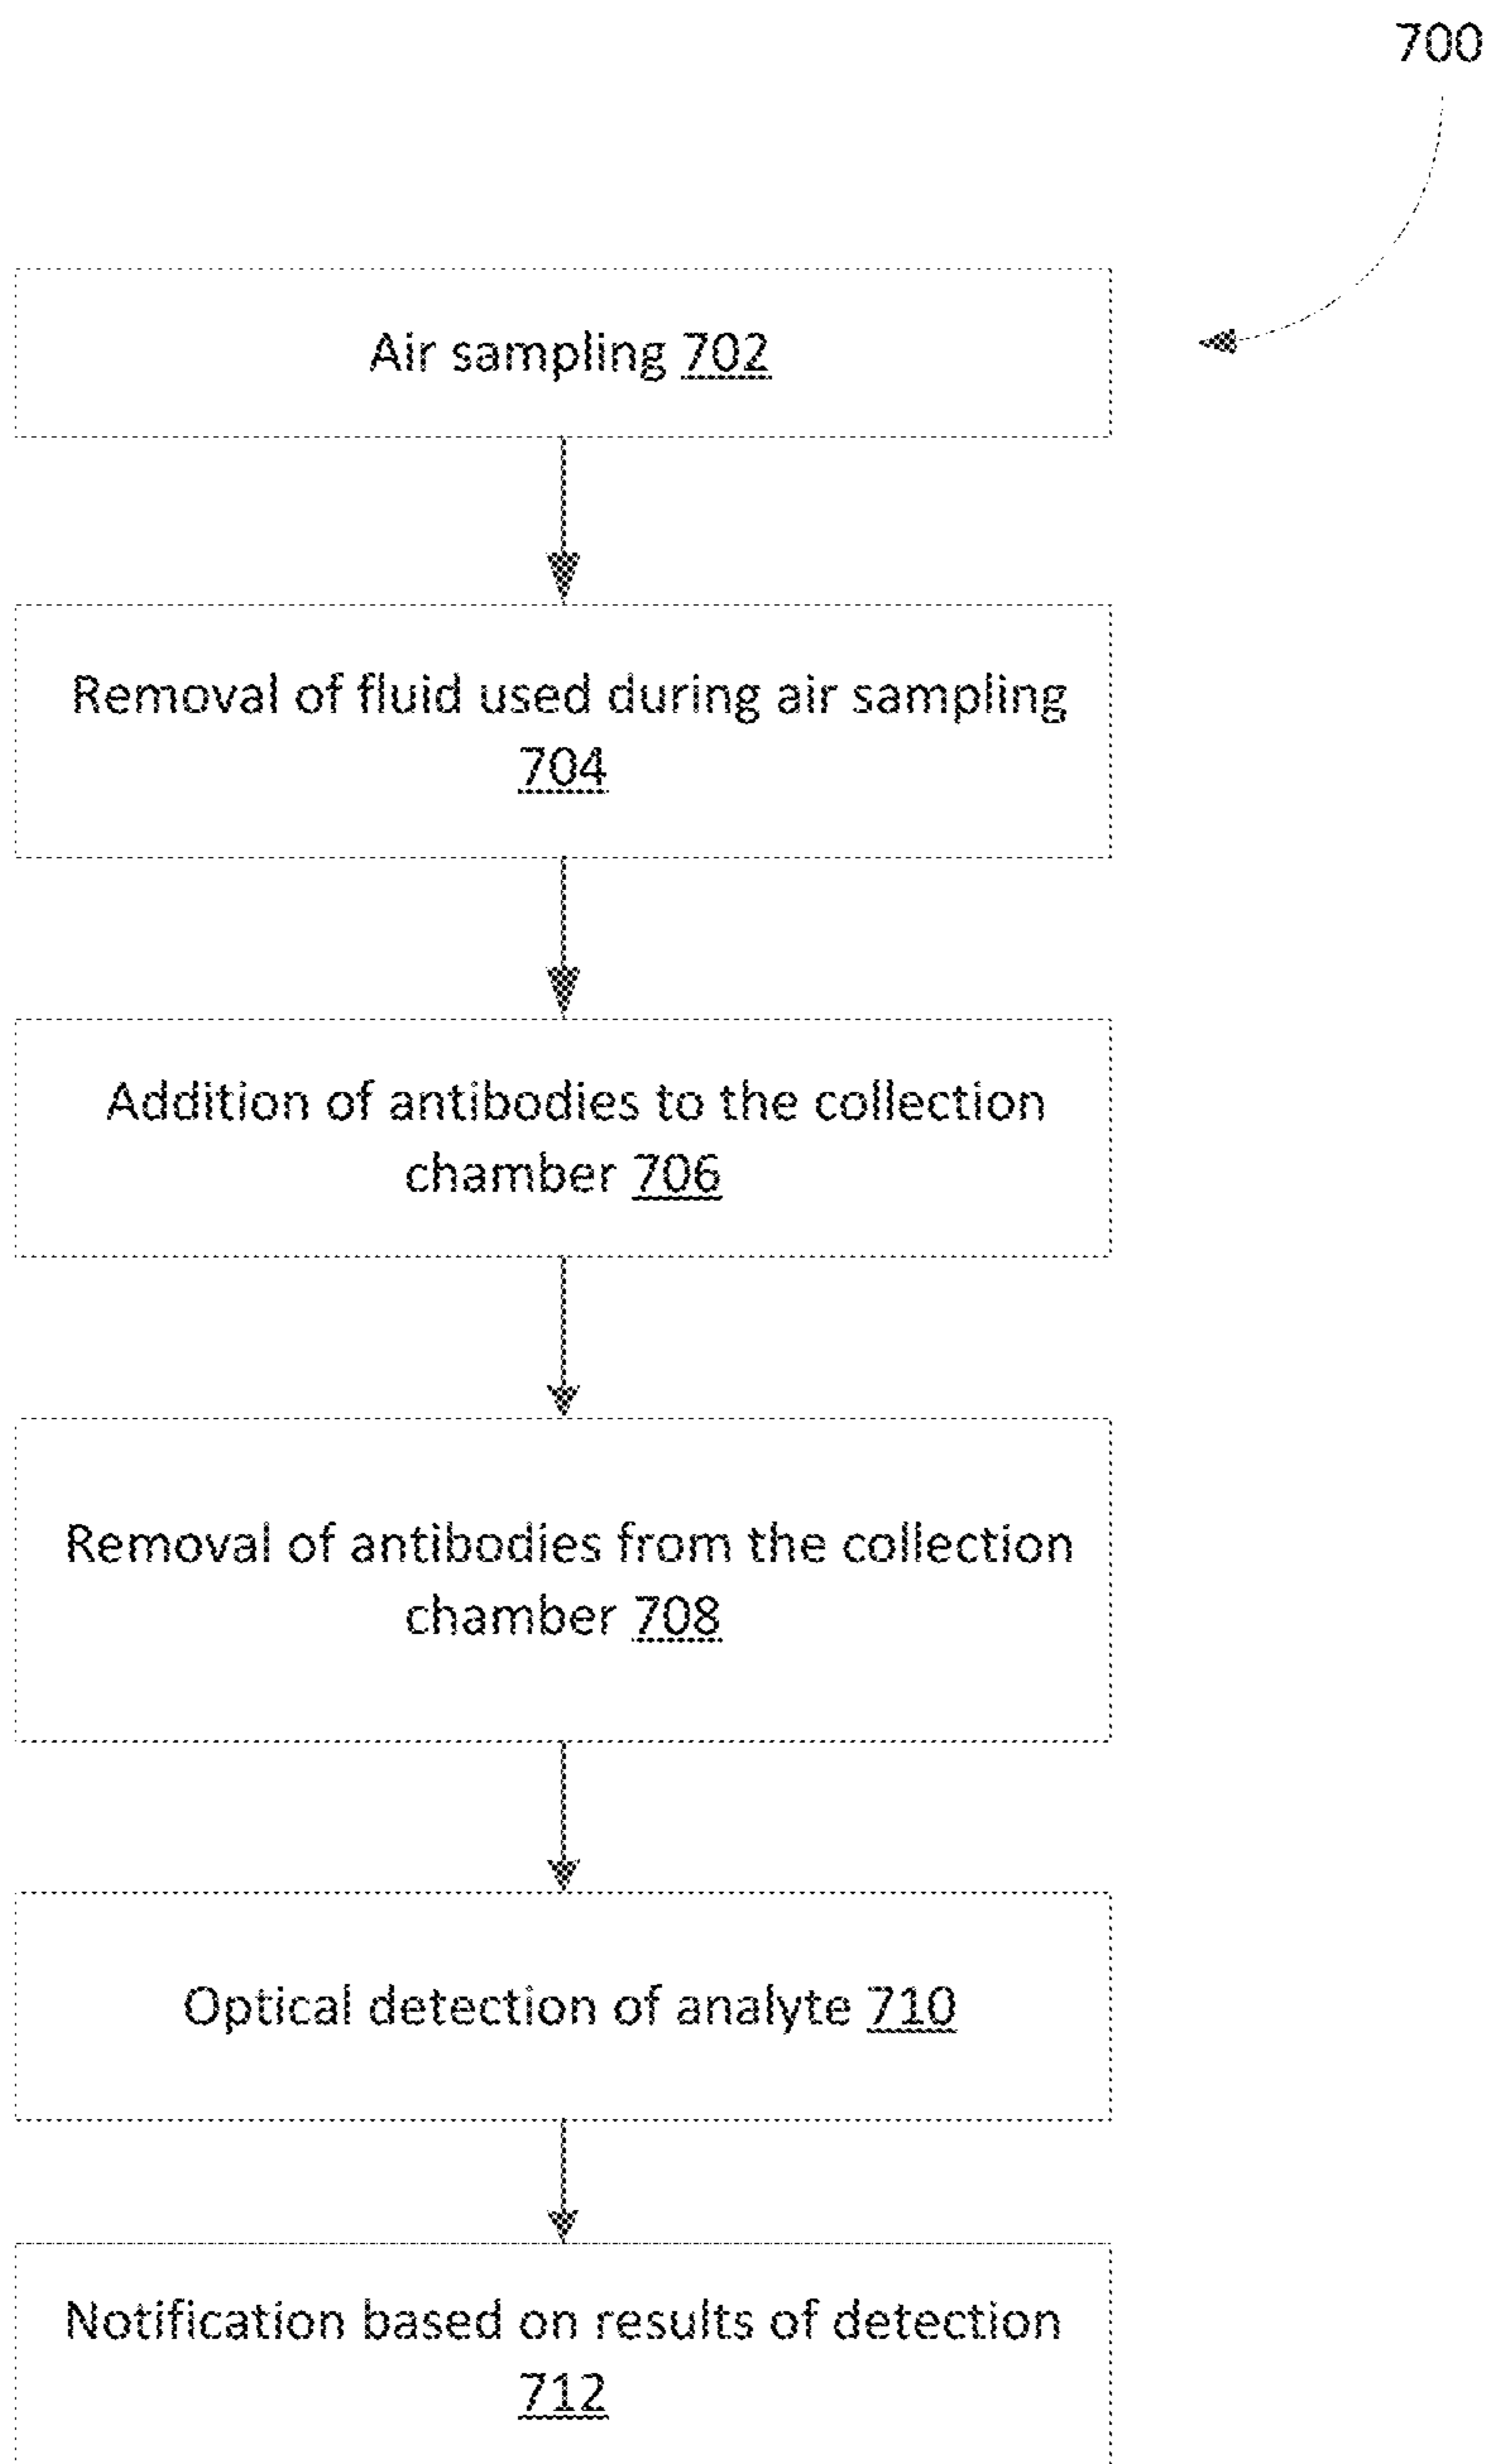 700
Air sampling 702
Removal of fluid used during air sampling
704
Addition of antibodies to the collection
chamber 706
Removal of antibodies from the collection
chamber 708
Optical detection of analyte 710
Notification based on results of detection
712